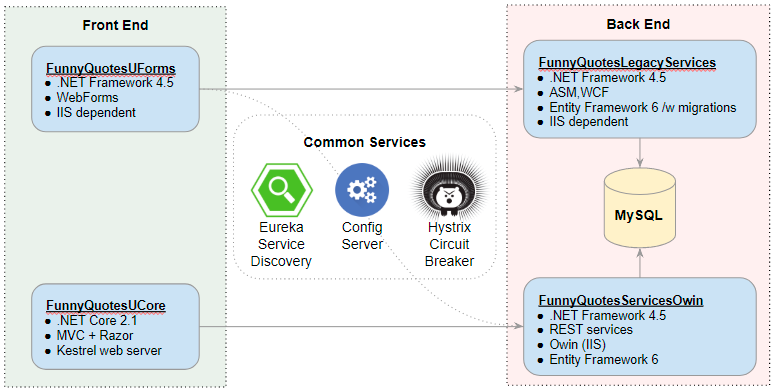 Front End
FunnyQuotesUForms
● .NET Framework 4.5
● WebForms
● IIS dependent
FunnyQuotesUCore
● .NET Core 2.1
● MVC + Razor
● Kestrel web server
Common Services
Eureka
Service
Discovery
Config
Server
Hystrix
Circuit
Breaker
Back End
FunnyQuotesLegacyServices
● .NET Framework 4.5
● ASM,WCF
● Entity Framework 6 /w migrations
● IIS dependent
MySQL
FunnyQuotesServicesOwin
● .NET Framework 4.5
● REST services
● Owin (IIS)
● Entity Framework 6